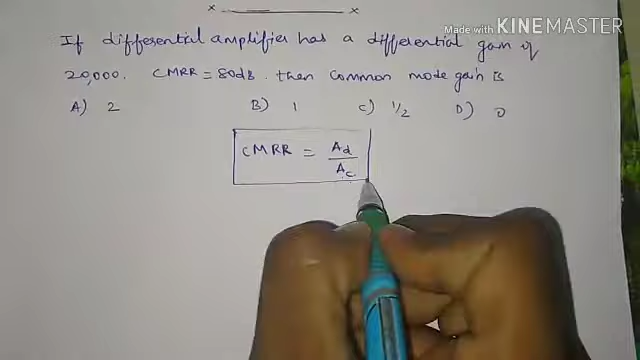 Made with KINEMASTER
If differential amplifier has a differential gain of
20,000. CMRR = 80dB. then common mode gain is
A) 2 B) 1 C) 1/2 D) 0
CMRR = Ad/Ac